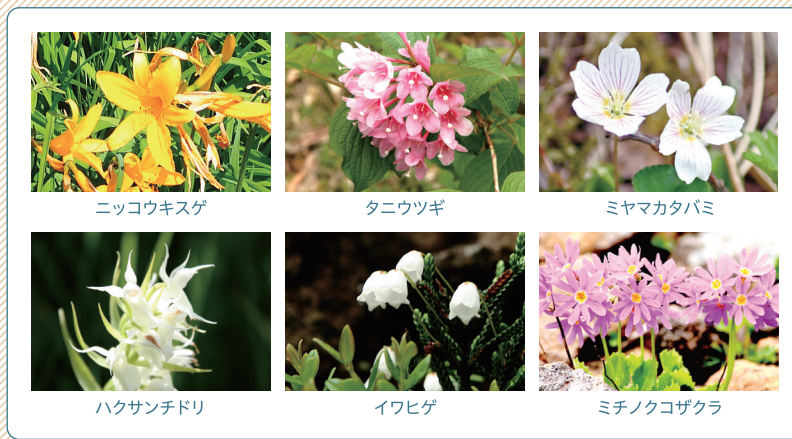 ニッコウキスゲ
タニウツギ
ミヤマカタバミ
ハクサンチドリ
イワヒゲ
ミチノクコザクラ